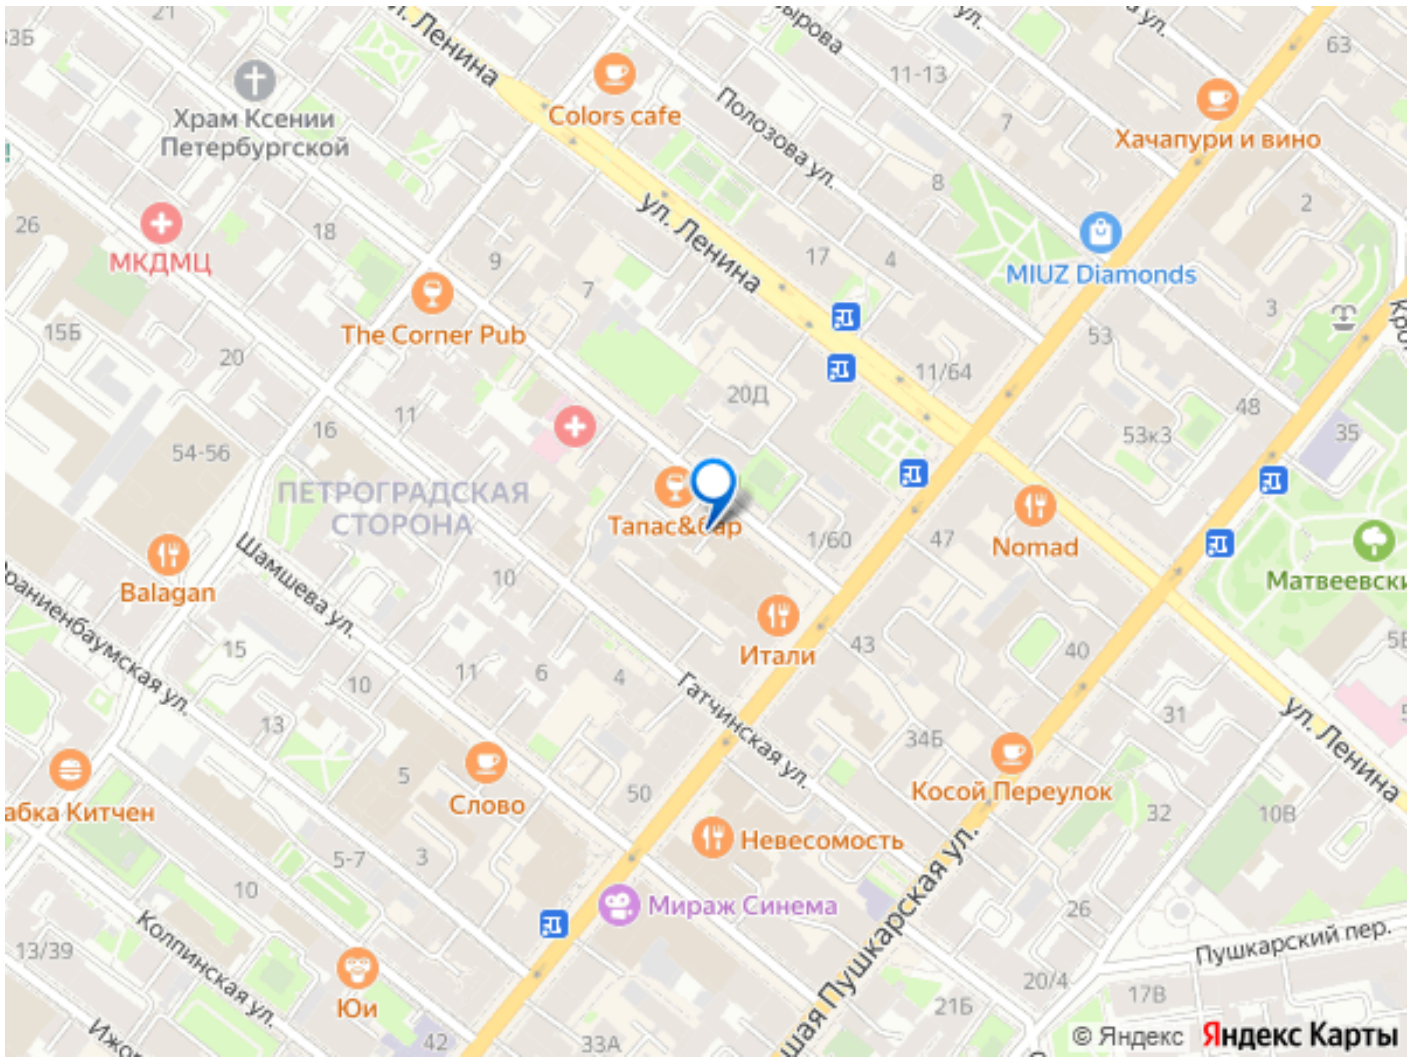 21
ул. Ленина
63
33Б
11-13
Colors cafe
Полозова ул.
Храм Ксении
Петербургской
7
Хачапури и вино
8
2
26
18
ул. Ленина
17
4
МКДМЦ
9
MIUZ Diamonds
7
3
The Corner Pub
15Б
53
20
11/64
20Д
11
48
16
53к3
35
54-56
ПЕТРОГРАДСКАЯ
СТОРОНА
Тапас&бар
1/60
47
Nomad
Шамшева ул.
10
Матвеевски
Balagan
15
Итали
43
40
11
6
4
10
Гатчинская ул.
31
ул. Ленина
13
34Б
5
50
Косой Переулок
Слово
32
10В
абка Китчен
Невесомость
5-7
3
10
Мираж Синема
26
13/39
Колпинская ул.
Пушкарский пер.
Юи
20/4
17В
21Б
шая Пушкарская ул.
42
33А
© Яндекс Яндекс Карты